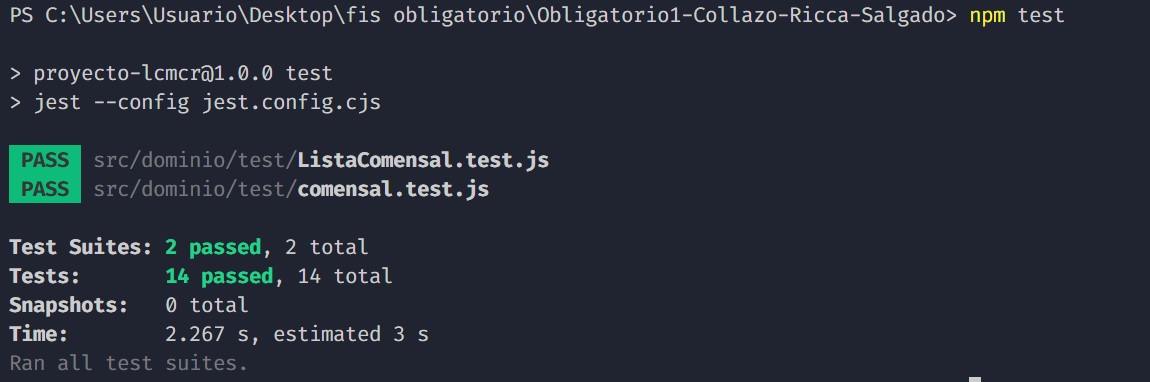 PS C:\Users\Usuario\Desktop\fis obligatorio\Obligatorio1-Collazo-Ricca-Salgado> npm test
> proyecto-lcmcr@1.0.0 test
> jest --config jest.config.cjs
PASS src/dominio/test/ListaComensal.test.js
PASS src/dominio/test/comensal.test.js
Test Suites: 2 passed, 2 total
Tests: 14 passed, 14 total
Snapshots: 0 total
Time: 2.267 s, estimated 3 s
Ran all test suites.